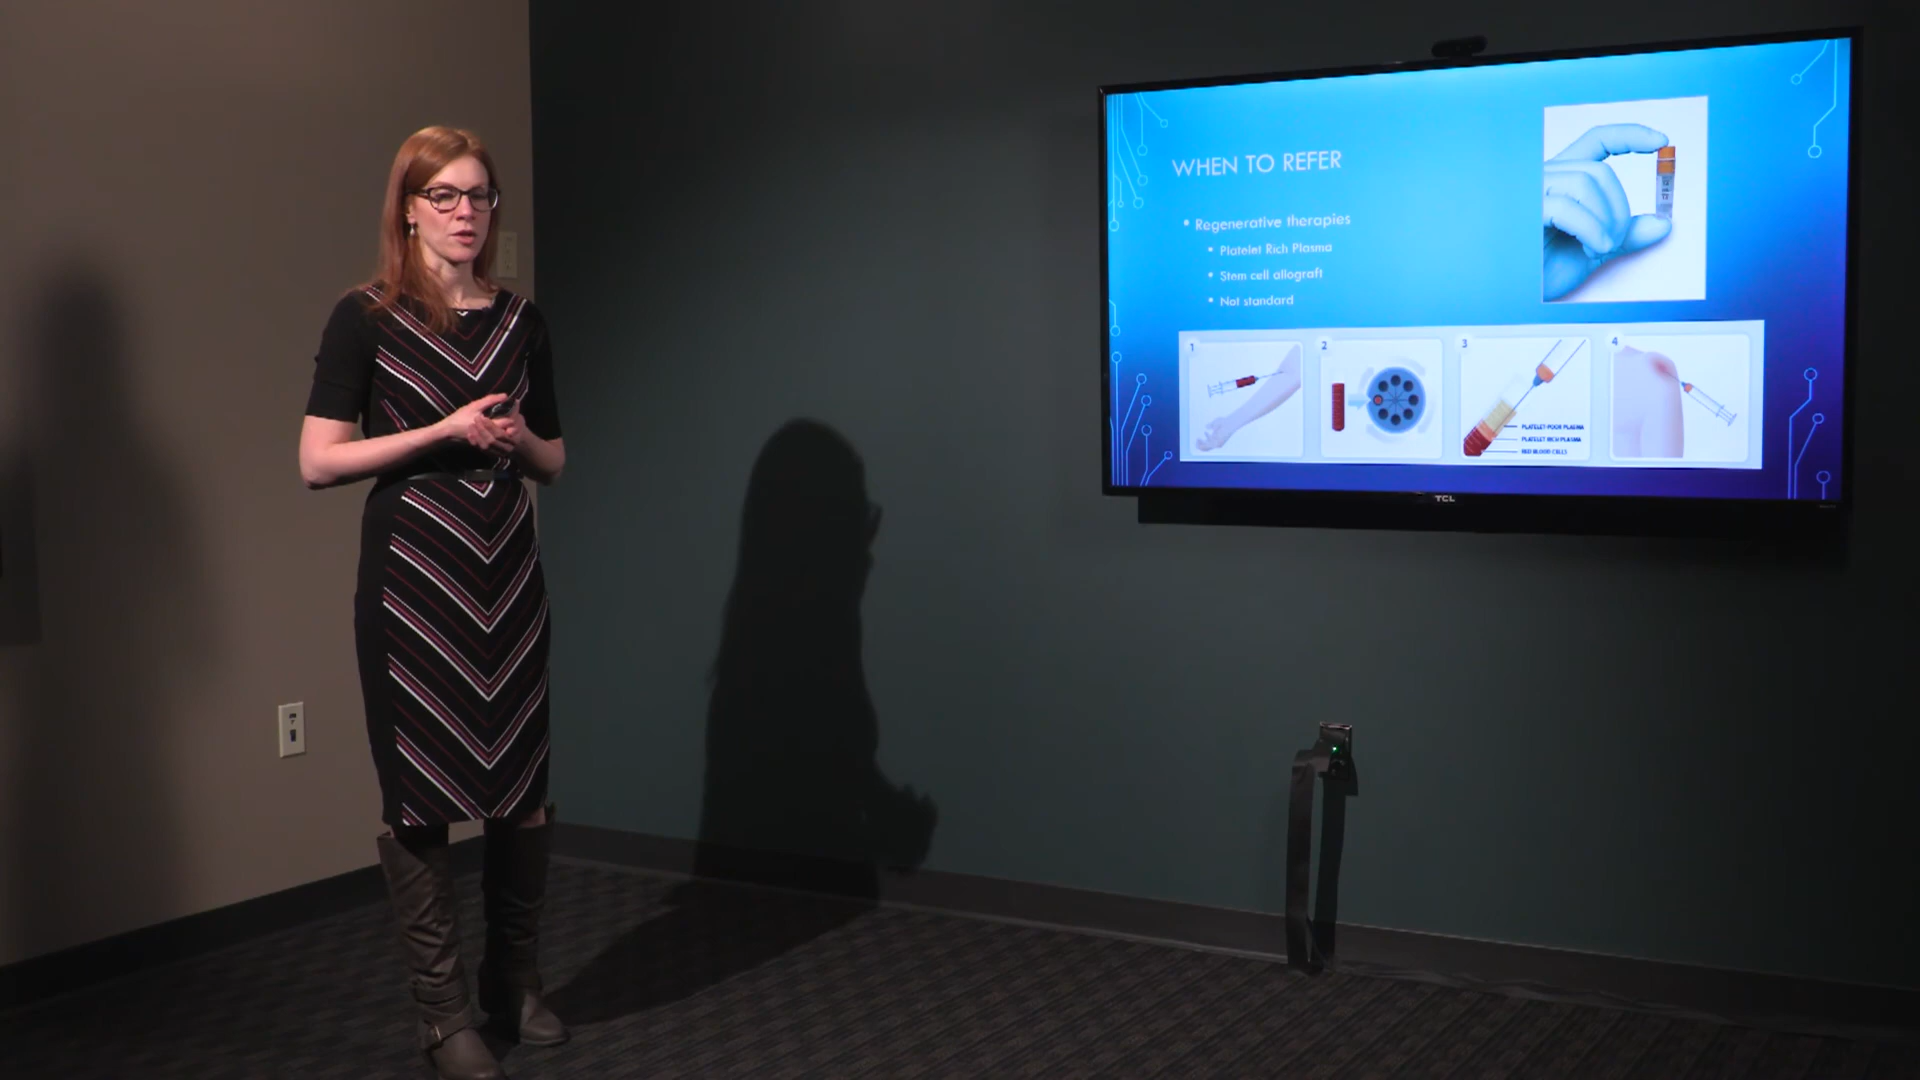 WHEN TO REFER
• Regenerative therapies
• Platelet Rich Plasma
• Stem cell allograft
• Not standard
1
2
3
4
PLATELET-POOR PLASMA
PLATELET-RICH PLASMA
RED BLOOD CELLS
TCL